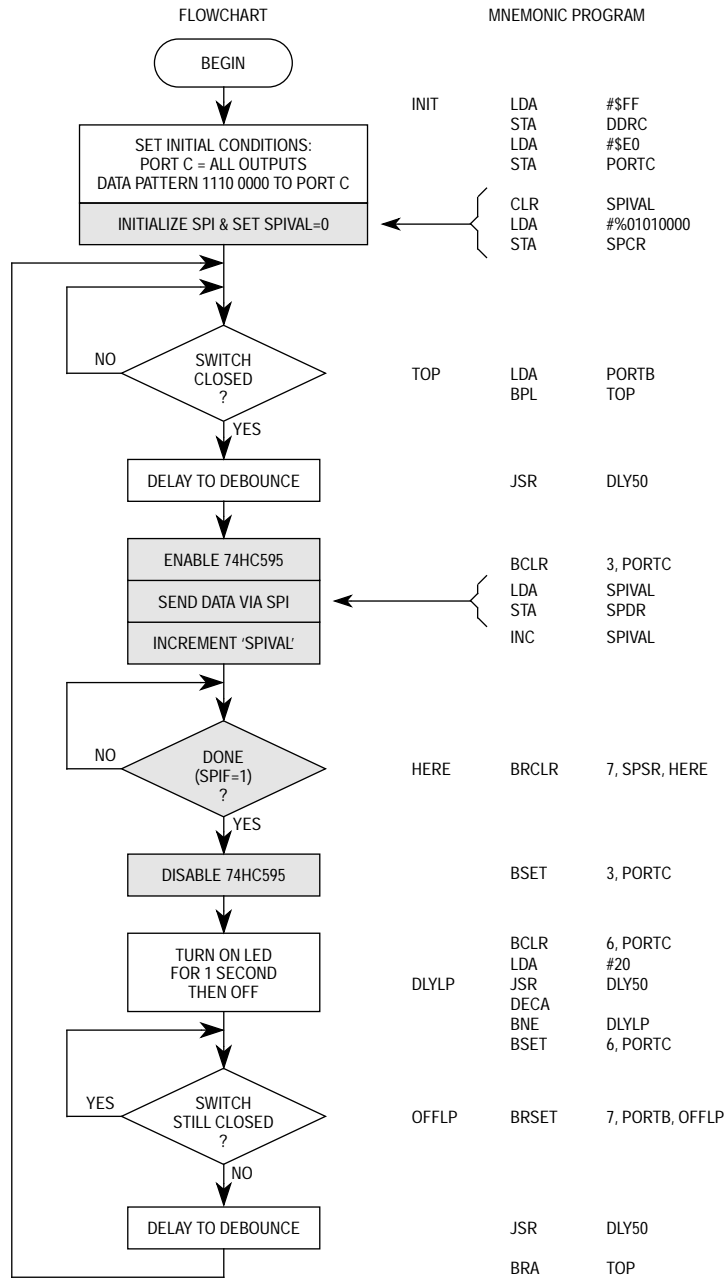 FLOWCHART MNEMONIC PROGRAM
BEGIN
INIT LDA #$FF
STA DDRC
LDA #$E0
STA PORTC
SET INITIAL CONDITIONS:
PORT C = ALL OUTPUTS
DATA PATTERN 1110 0000 TO PORT C
INITIALIZE SPI & SET SPIVAL=0
CLR SPIVAL
LDA #%01010000
STA SPCR
NO
SWITCH
CLOSED
?
YES
TOP LDA PORTB
BPL TOP
DELAY TO DEBOUNCE
JSR DLY50
ENABLE 74HC595
BCLR 3, PORTC
SEND DATA VIA SPI
LDA SPIVAL
STA SPDR
INCREMENT ‘SPIVAL’
INC SPIVAL
NO
DONE
(SPIF=1)
?
YES
HERE BRCLR 7, SPSR, HERE
DISABLE 74HC595
BSET 3, PORTC
TURN ON LED
FOR 1 SECOND
THEN OFF
BCLR 6, PORTC
LDA #20
DLYLP JSR DLY50
DECA
BNE DLYLP
BSET 6, PORTC
YES
SWITCH
STILL CLOSED
?
NO
OFFLP BRSET 7, PORTB, OFFLP
DELAY TO DEBOUNCE
JSR DLY50
BRA TOP